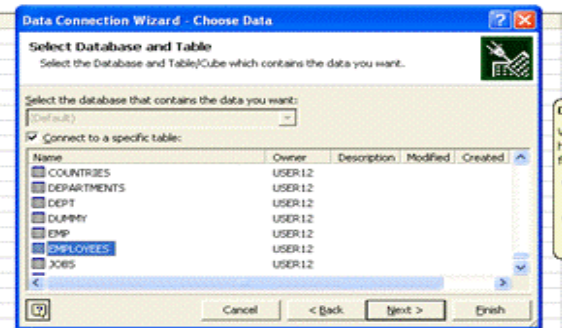 Data Connection Wizard - Choose Data
Select Database and Table
Select the Database and Table/Cube which contains the data you want.
Select the database that contains the data you want:
(Default)
Connect to a specific table:
Name Owner Description Modified Created
COUNTRIES USER12
DEPARTMENTS USER12
DEPT USER12
DUMMY USER12
EMP USER12
EMPLOYEES USER12
JOBS USER12
Cancel < Back Next > Finish